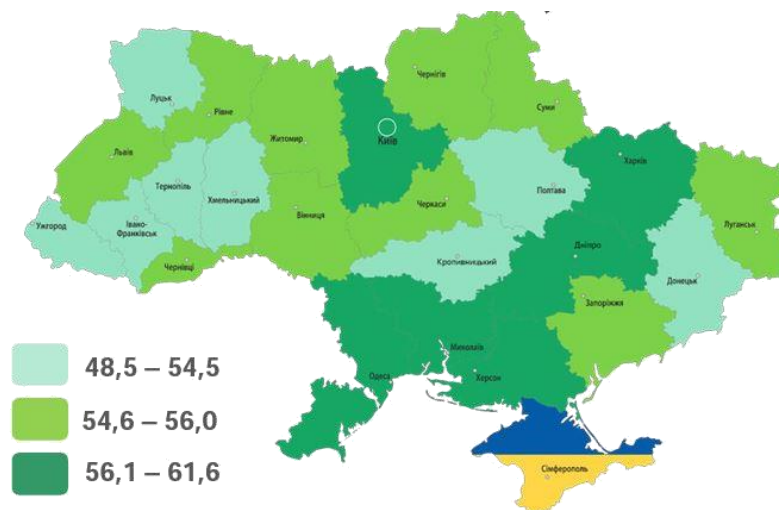 Чернігів
Луцьк
Рівне
Суми
Житомир
Київ
Харків
Львів
Тернопіль
Хмельницький
Полтава
Черкаси
Вінниця
Луганськ
Ужгород
Івано-
Франківськ
Дніпро
Кропивницький
Чернівці
Донецьк
Запоріжжя
Миколаїв
48,5 – 54,5
Одеса
Херсон
54,6 – 56,0
56,1 – 61,6
Сімферополь